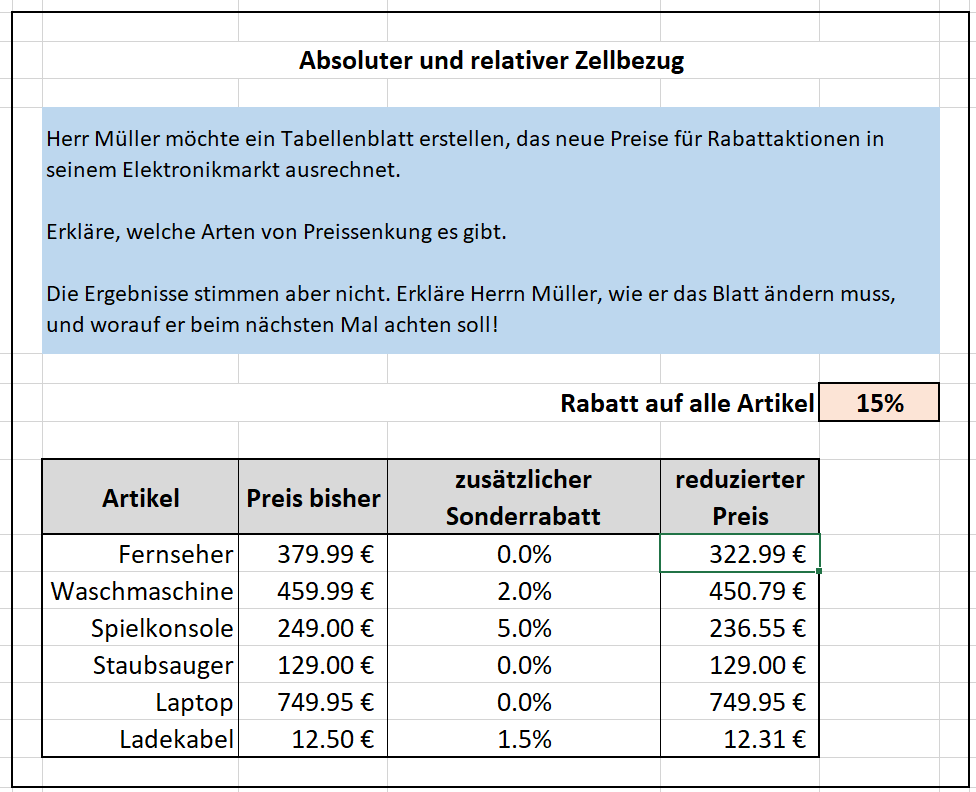 Absoluter und relativer Zellbezug
Herr Müller möchte ein Tabellenblatt erstellen, das neue Preise für Rabattaktionen in
seinem Elektronikmarkt ausrechnet.
Erkläre, welche Arten von Preissenkung es gibt.
Die Ergebnisse stimmen aber nicht. Erkläre Herrn Müller, wie er das Blatt ändern muss,
und worauf er beim nächsten Mal achten soll!
Rabatt auf alle Artikel 15%
Artikel Preis bisher zusätzlicher Sonderrabatt reduzierter Preis
Fernseher 379.99 € 0.0% 322.99 €
Waschmaschine 459.99 € 2.0% 450.79 €
Spielkonsole 249.00 € 5.0% 236.55 €
Staubsauger 129.00 € 0.0% 129.00 €
Laptop 749.95 € 0.0% 749.95 €
Ladekabel 12.50 € 1.5% 12.31 €